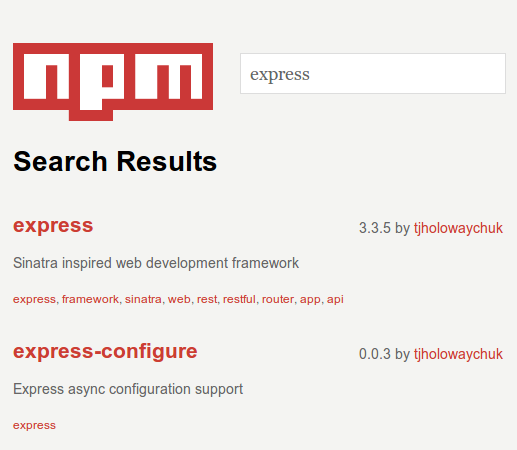 npm
express
Search Results
express
3.3.5 by tjholowaychuk
Sinatra inspired web development framework
express, framework, sinatra, web, rest, restful, router, app, api
express-configure
0.0.3 by tjholowaychuk
Express async configuration support
express